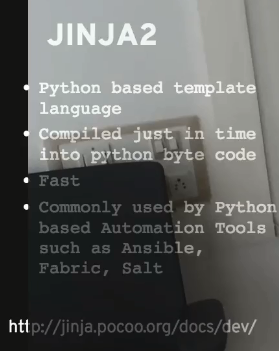 JINJA2
• Python based template
language
• Compiled just in time
into python byte code
• Fast
• Commonly used by Python
based Automation Tools
such as Ansible,
Fabric, Salt
http://jinja.pocoo.org/docs/dev/